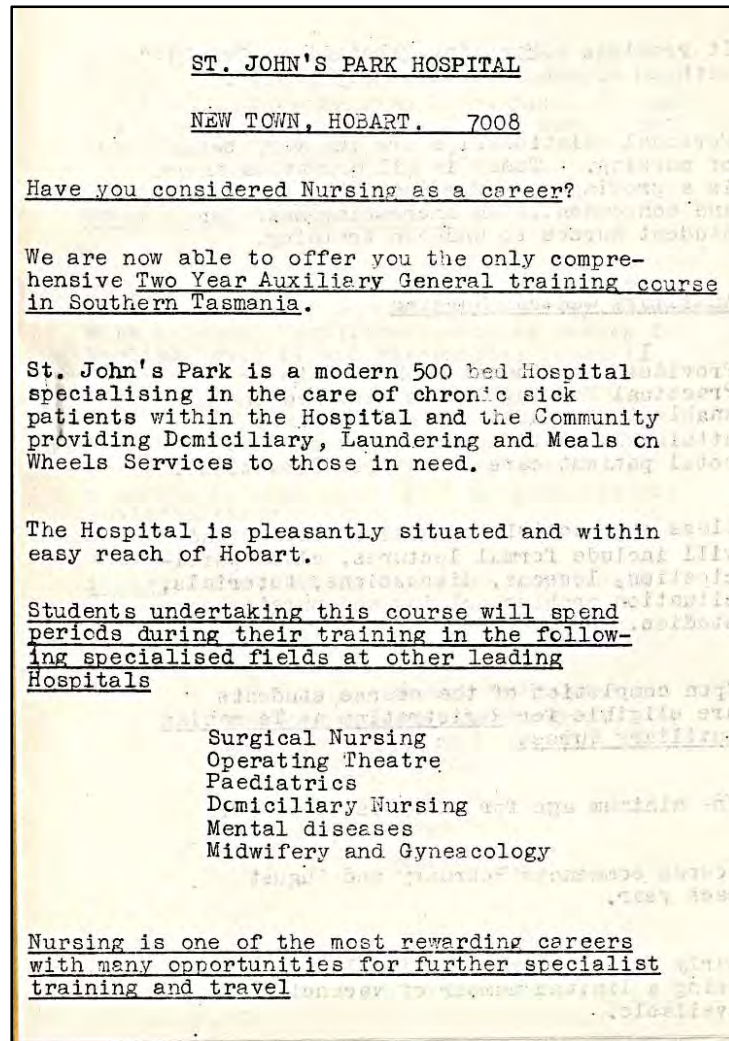 ST. JOHN'S PARK HOSPITAL
NEW TOWN, HOBART. 7008
Have you considered Nursing as a career?
We are now able to offer you the only compre-
hensive Two Year Auxiliary General training course
in Southern Tasmania.
St. John's Park is a modern 500 bed Hospital
specialising in the care of chronic sick
patients within the Hospital and the Community
providing Domiciliary, Laundering and Meals on
Wheels Services to those in need.
The Hospital is pleasantly situated and within
easy reach of Hobart.
Students undertaking this course will spend
periods during their training in the follow-
ing specialised fields at other leading
Hospitals
Surgical Nursing
Operating Theatre
Paediatrics
Domiciliary Nursing
Mental diseases
Midwifery and Gyneacology
Nursing is one of the most rewarding careers
with many opportunities for further specialist
training and travel